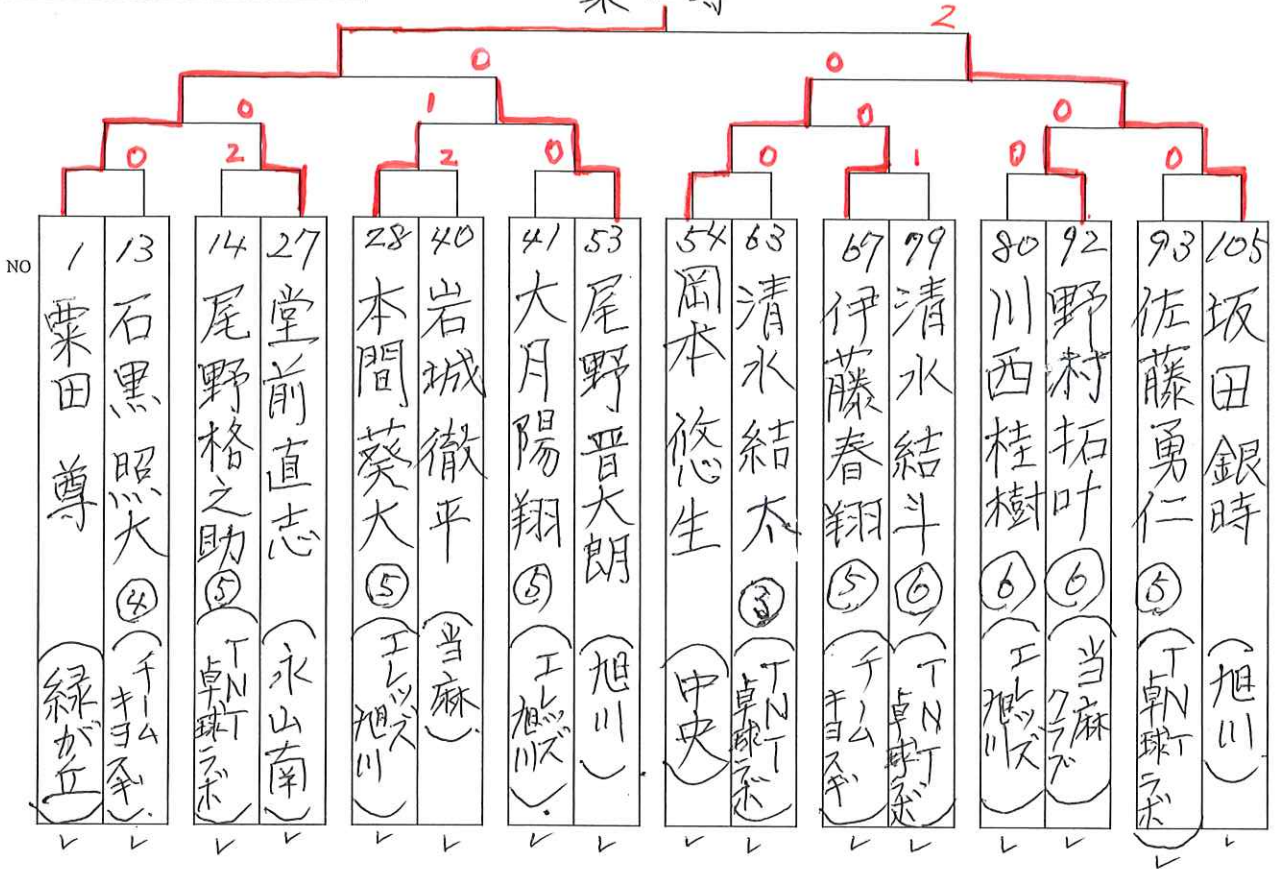 2
0 0
0 1 0 0
0 2 2 0 0 1 0 0
NO
1 粟田 尊 (緑が丘)
13 石黒 照大 ④ (チームキヨスギ)
14 尾野格之助 ⑤ (TNT卓球ラボ)
27 堂前直志 (永山南)
28 本間 葵大 ⑤ (エレッズ旭川)
40 岩城徹平 (当麻)
41 大月陽翔 ⑤ (エレッズ旭川)
53 尾野晋大朗 (旭川)
54 岡本 悠生 (中央)
63 清水結太 (TNT卓球ラボ)
67 伊藤春翔 ⑤ (チームキヨスギ)
79 清水結斗 ⑥ (TNT卓球ラボ)
80 川西桂樹 ⑥ (エレッズ旭川)
92 野村拓叶 ⑥ (当麻クラブ)
93 佐藤勇仁 ⑤ (TNT卓球ラボ)
105 坂田銀時 (旭川)